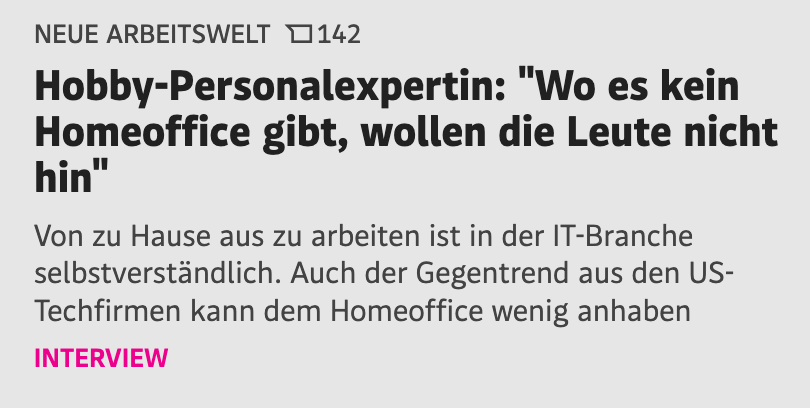 NEUE ARBEITSWELT 142
Hobby-Personalexpertin: "Wo es kein
Homeoffice gibt, wollen die Leute nicht
hin"
Von zu Hause aus zu arbeiten ist in der IT-Branche
selbstverständlich. Auch der Gegentrend aus den US-
Techfirmen kann dem Homeoffice wenig anhaben
INTERVIEW